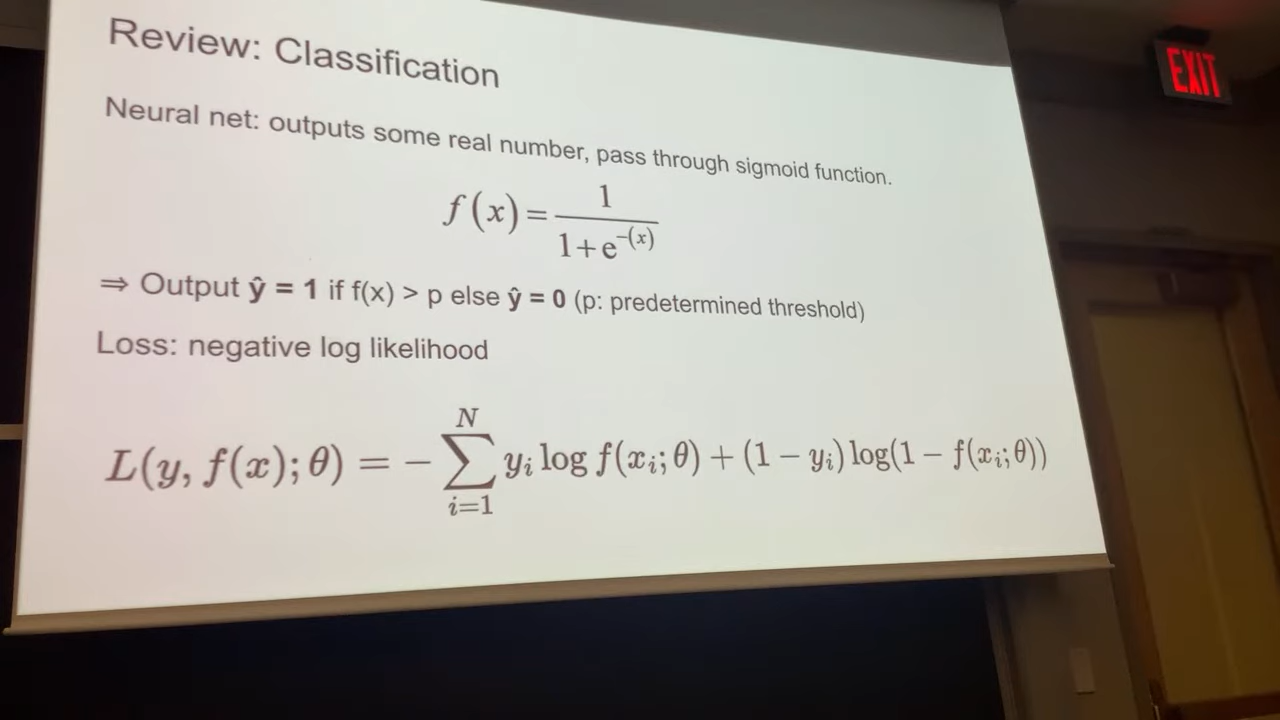 Review: Classification
EXIT
Neural net: outputs some real number, pass through sigmoid function.
f(x) = 1 / (1+e^-(x))
⇒ Output ŷ = 1 if f(x) > p else ŷ = 0 (p: predetermined threshold)
Loss: negative log likelihood
L(y, f(x); θ) = − ∑_{i=1}^{N} y_i log f(x_i; θ) + (1 − y_i) log(1 − f(x_i; θ))